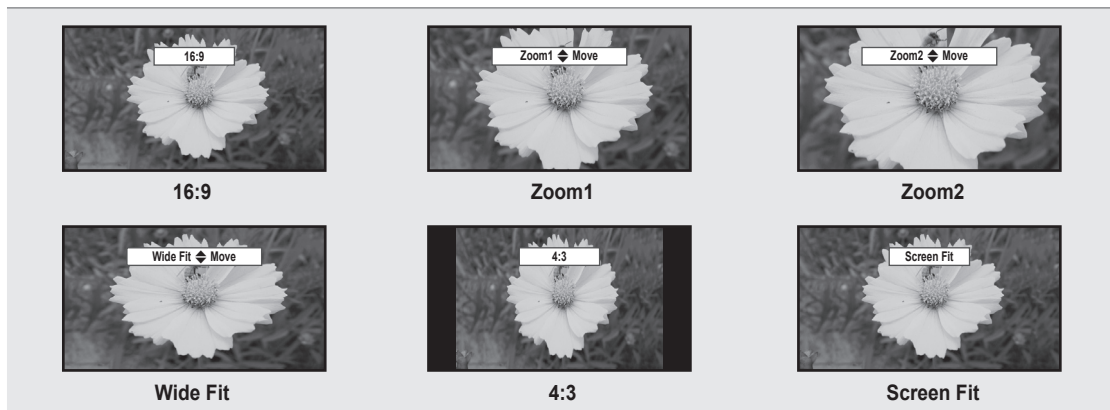 16:9
Zoom1 ▲▼ Move
Zoom2 ▲▼ Move
16:9
Zoom1
Zoom2
Wide Fit ▲▼ Move
4:3
Screen Fit
Wide Fit
4:3
Screen Fit